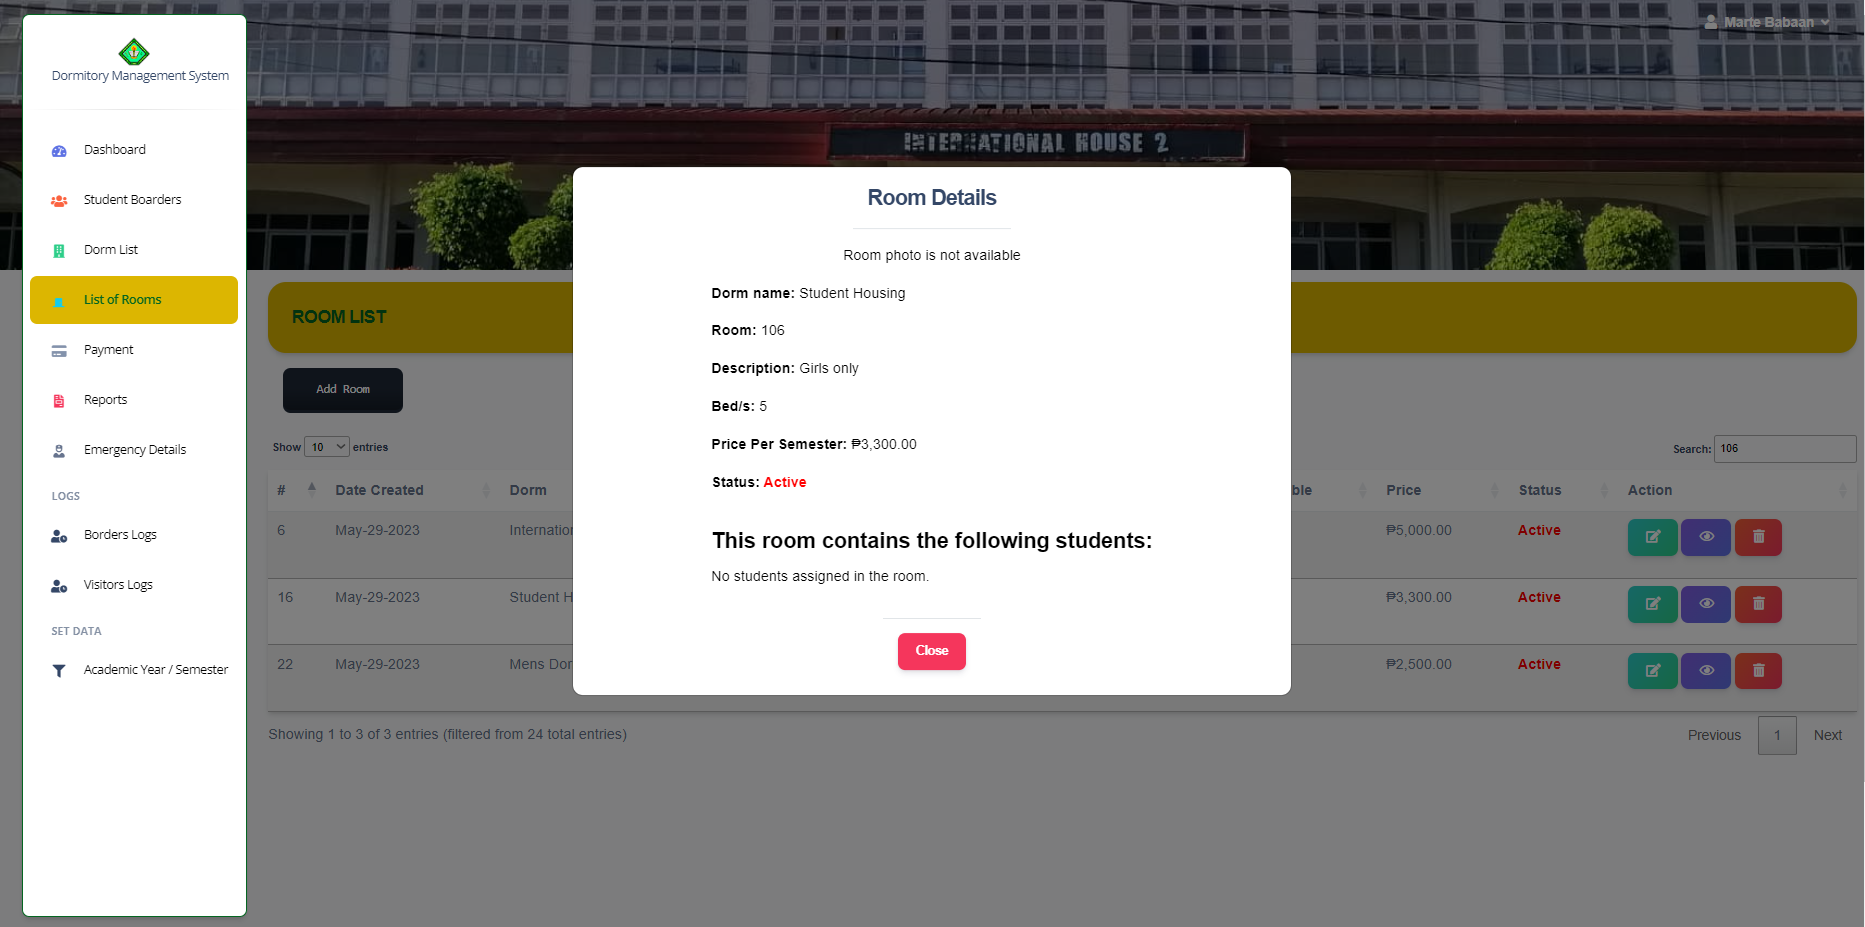 Marte Babaan
Dormitory Management System
INTERNATIONAL HOUSE 2
Dashboard
Student Boarders
Dorm List
List of Rooms
Payment
Reports
Emergency Details
LOGS
Borders Logs
Visitors Logs
SET DATA
Academic Year / Semester
ROOM LIST
Add Room
Show 10 entries
Search: 106
# Date Created Dorm ble Price Status Action
6 May-29-2023 Internation ₱5,000.00 Active
16 May-29-2023 Student H ₱3,300.00 Active
22 May-29-2023 Mens Dor ₱2,500.00 Active
Showing 1 to 3 of 3 entries (filtered from 24 total entries)
Previous 1 Next
Room Details
Room photo is not available
Dorm name: Student Housing
Room: 106
Description: Girls only
Bed/s: 5
Price Per Semester: ₱3,300.00
Status: Active
This room contains the following students:
No students assigned in the room.
Close